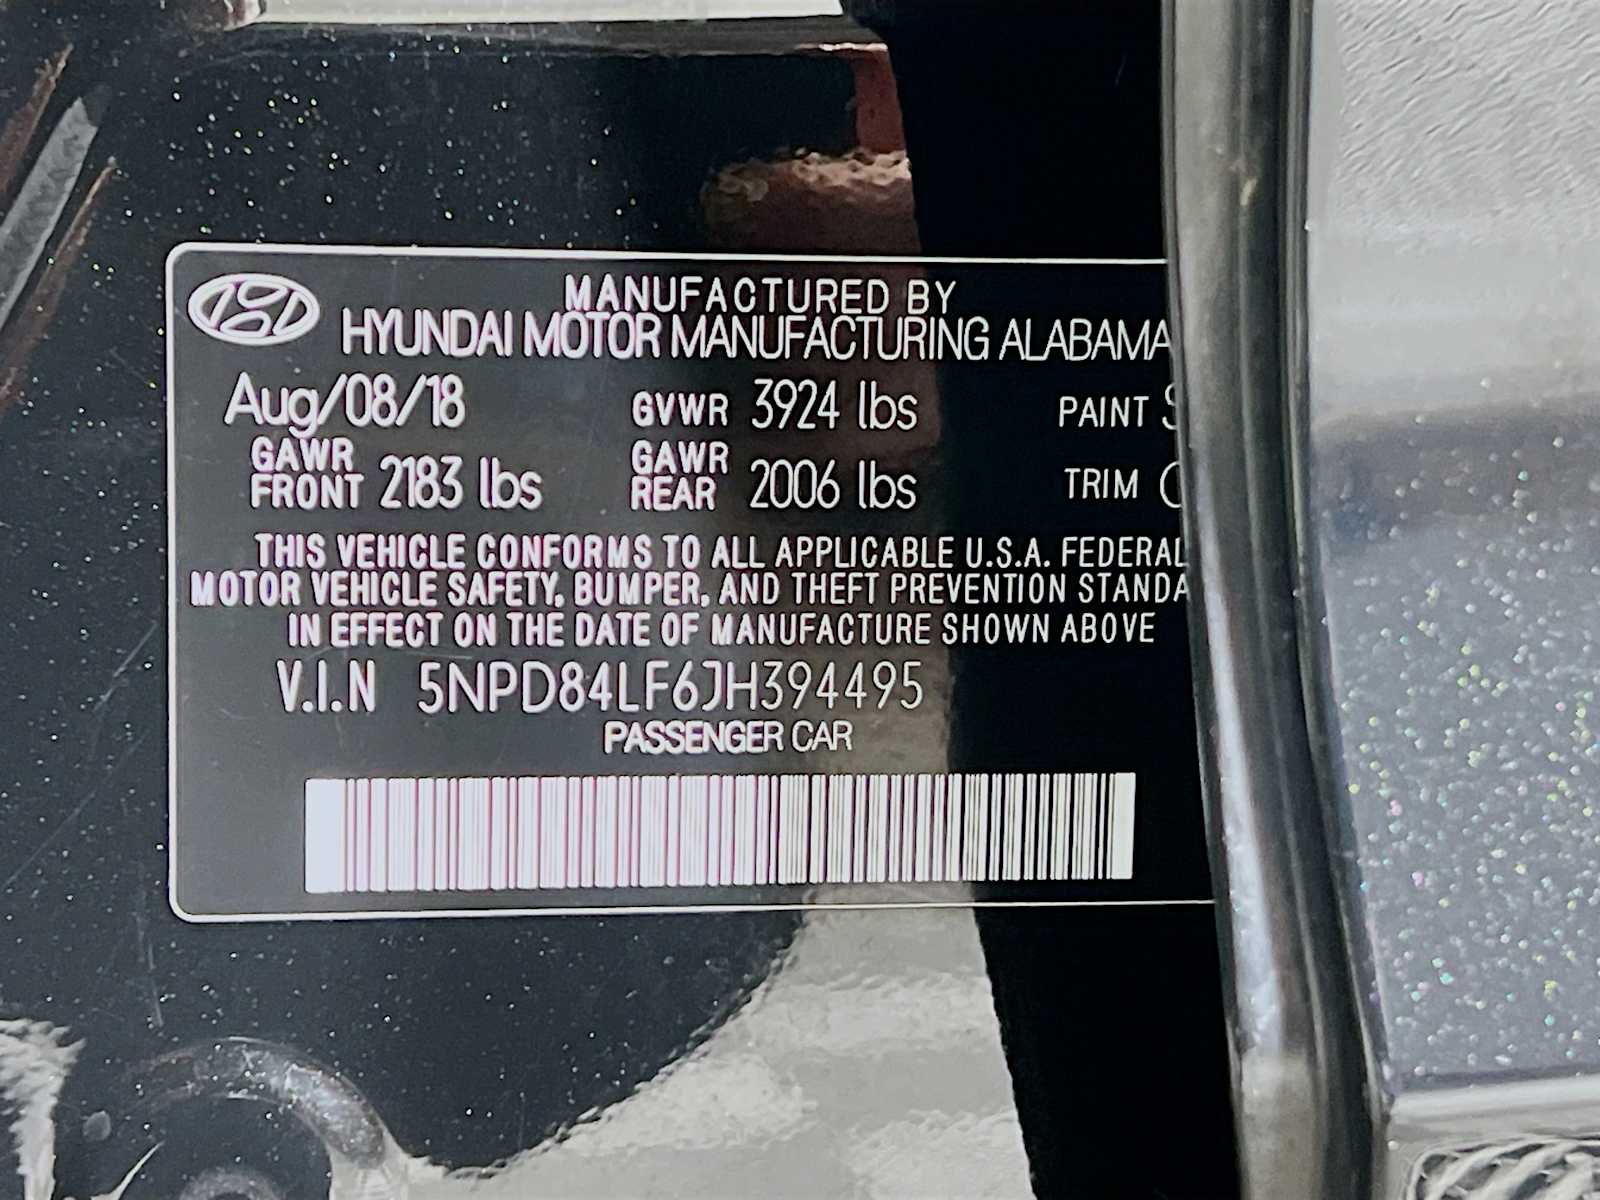 MANUFACTURED BY
HYUNDAI MOTOR MANUFACTURING ALABAMA
Aug/08/18 GVWR 3924 lbs PAINT
GAWR FRONT 2183 lbs GAWR REAR 2006 lbs TRIM
THIS VEHICLE CONFORMS TO ALL APPLICABLE U.S.A. FEDERAL
MOTOR VEHICLE SAFETY, BUMPER, AND THEFT PREVENTION STANDA
IN EFFECT ON THE DATE OF MANUFACTURE SHOWN ABOVE
V.I.N 5NPD84LF6JH394495
PASSENGER CAR